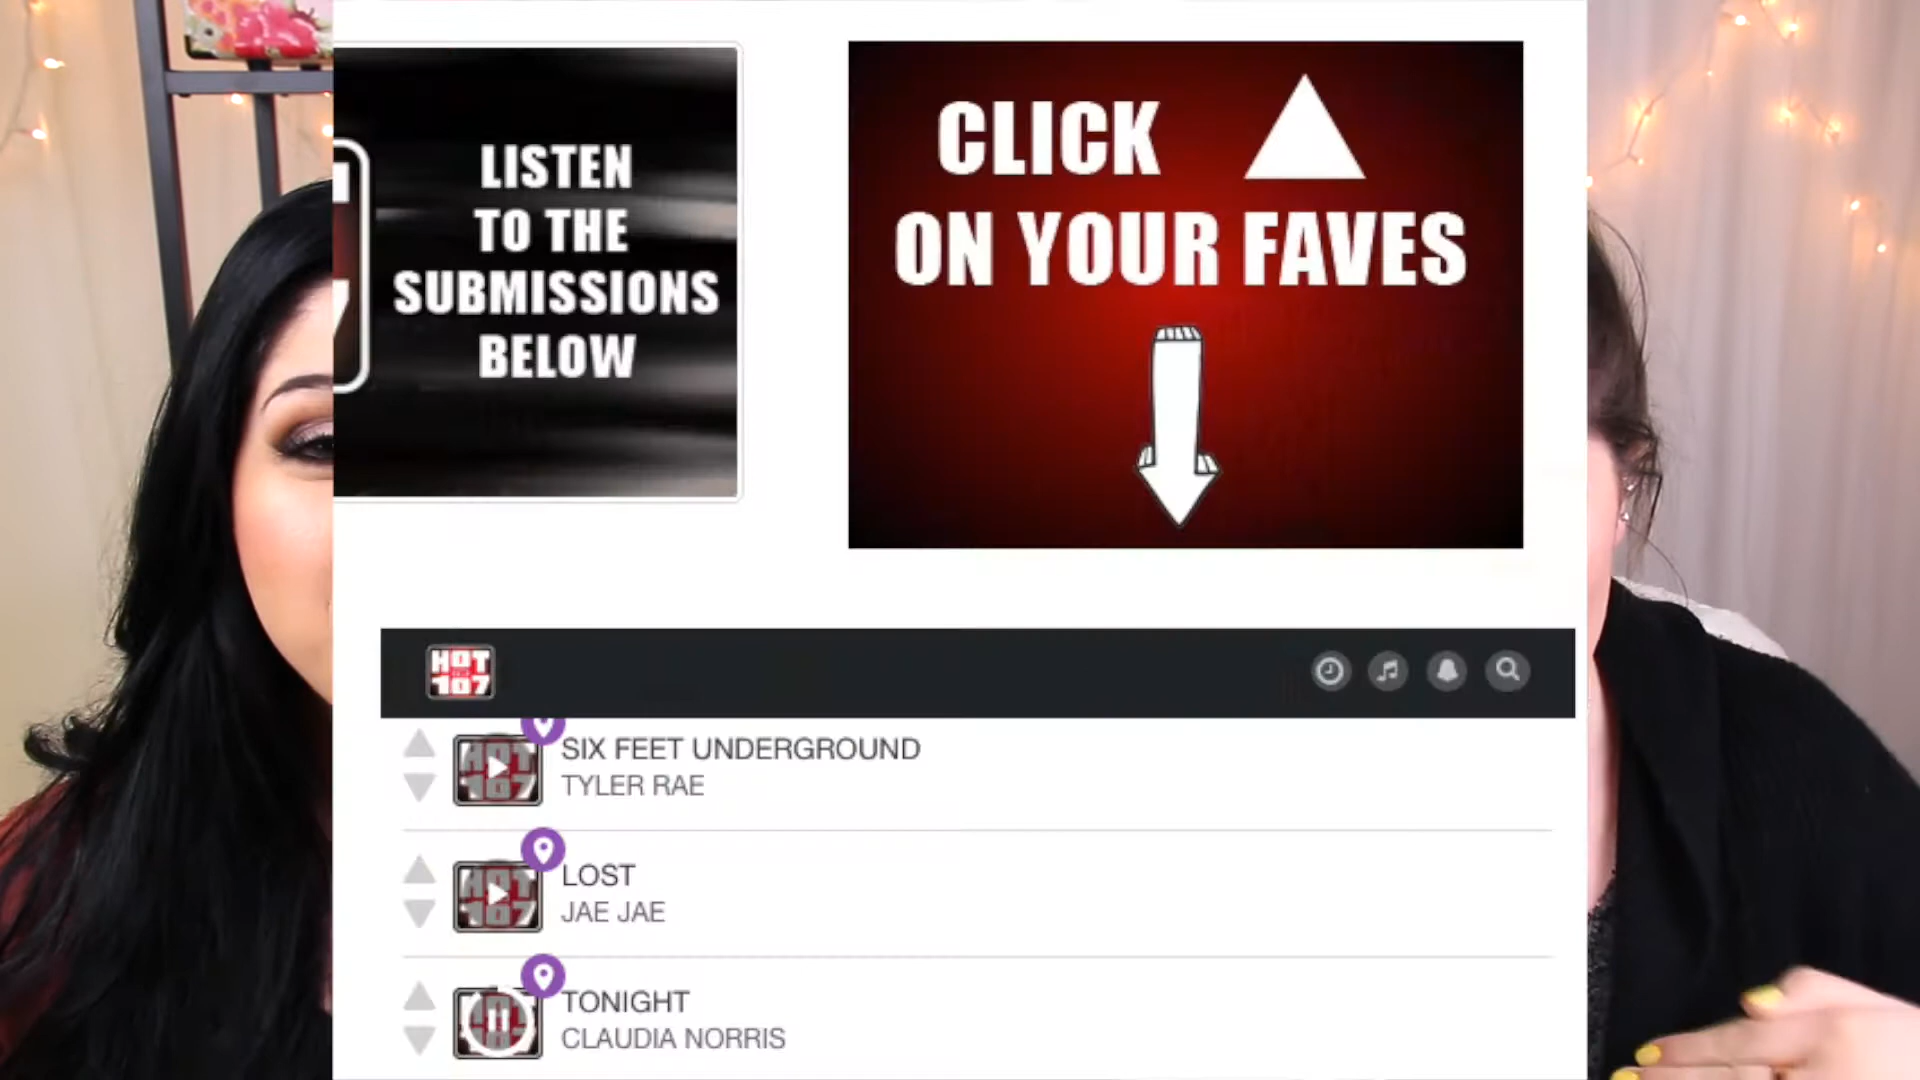 LISTEN
TO THE
SUBMISSIONS
BELOW
CLICK
ON YOUR FAVES
HOT
107
SIX FEET UNDERGROUND
TYLER RAE
LOST
JAE JAE
TONIGHT
CLAUDIA NORRIS